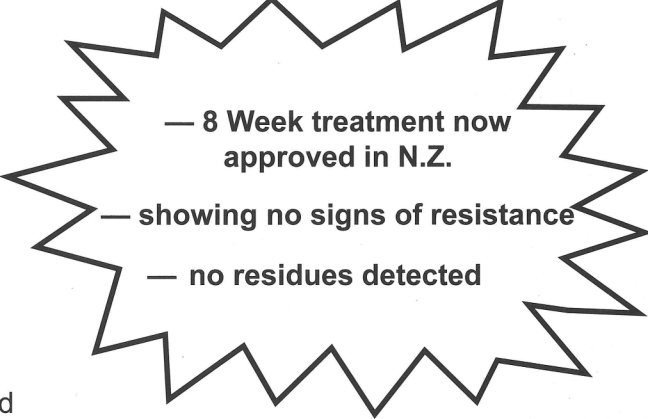 — 8 Week treatment now
approved in N.Z.
— showing no signs of resistance
— no residues detected
d